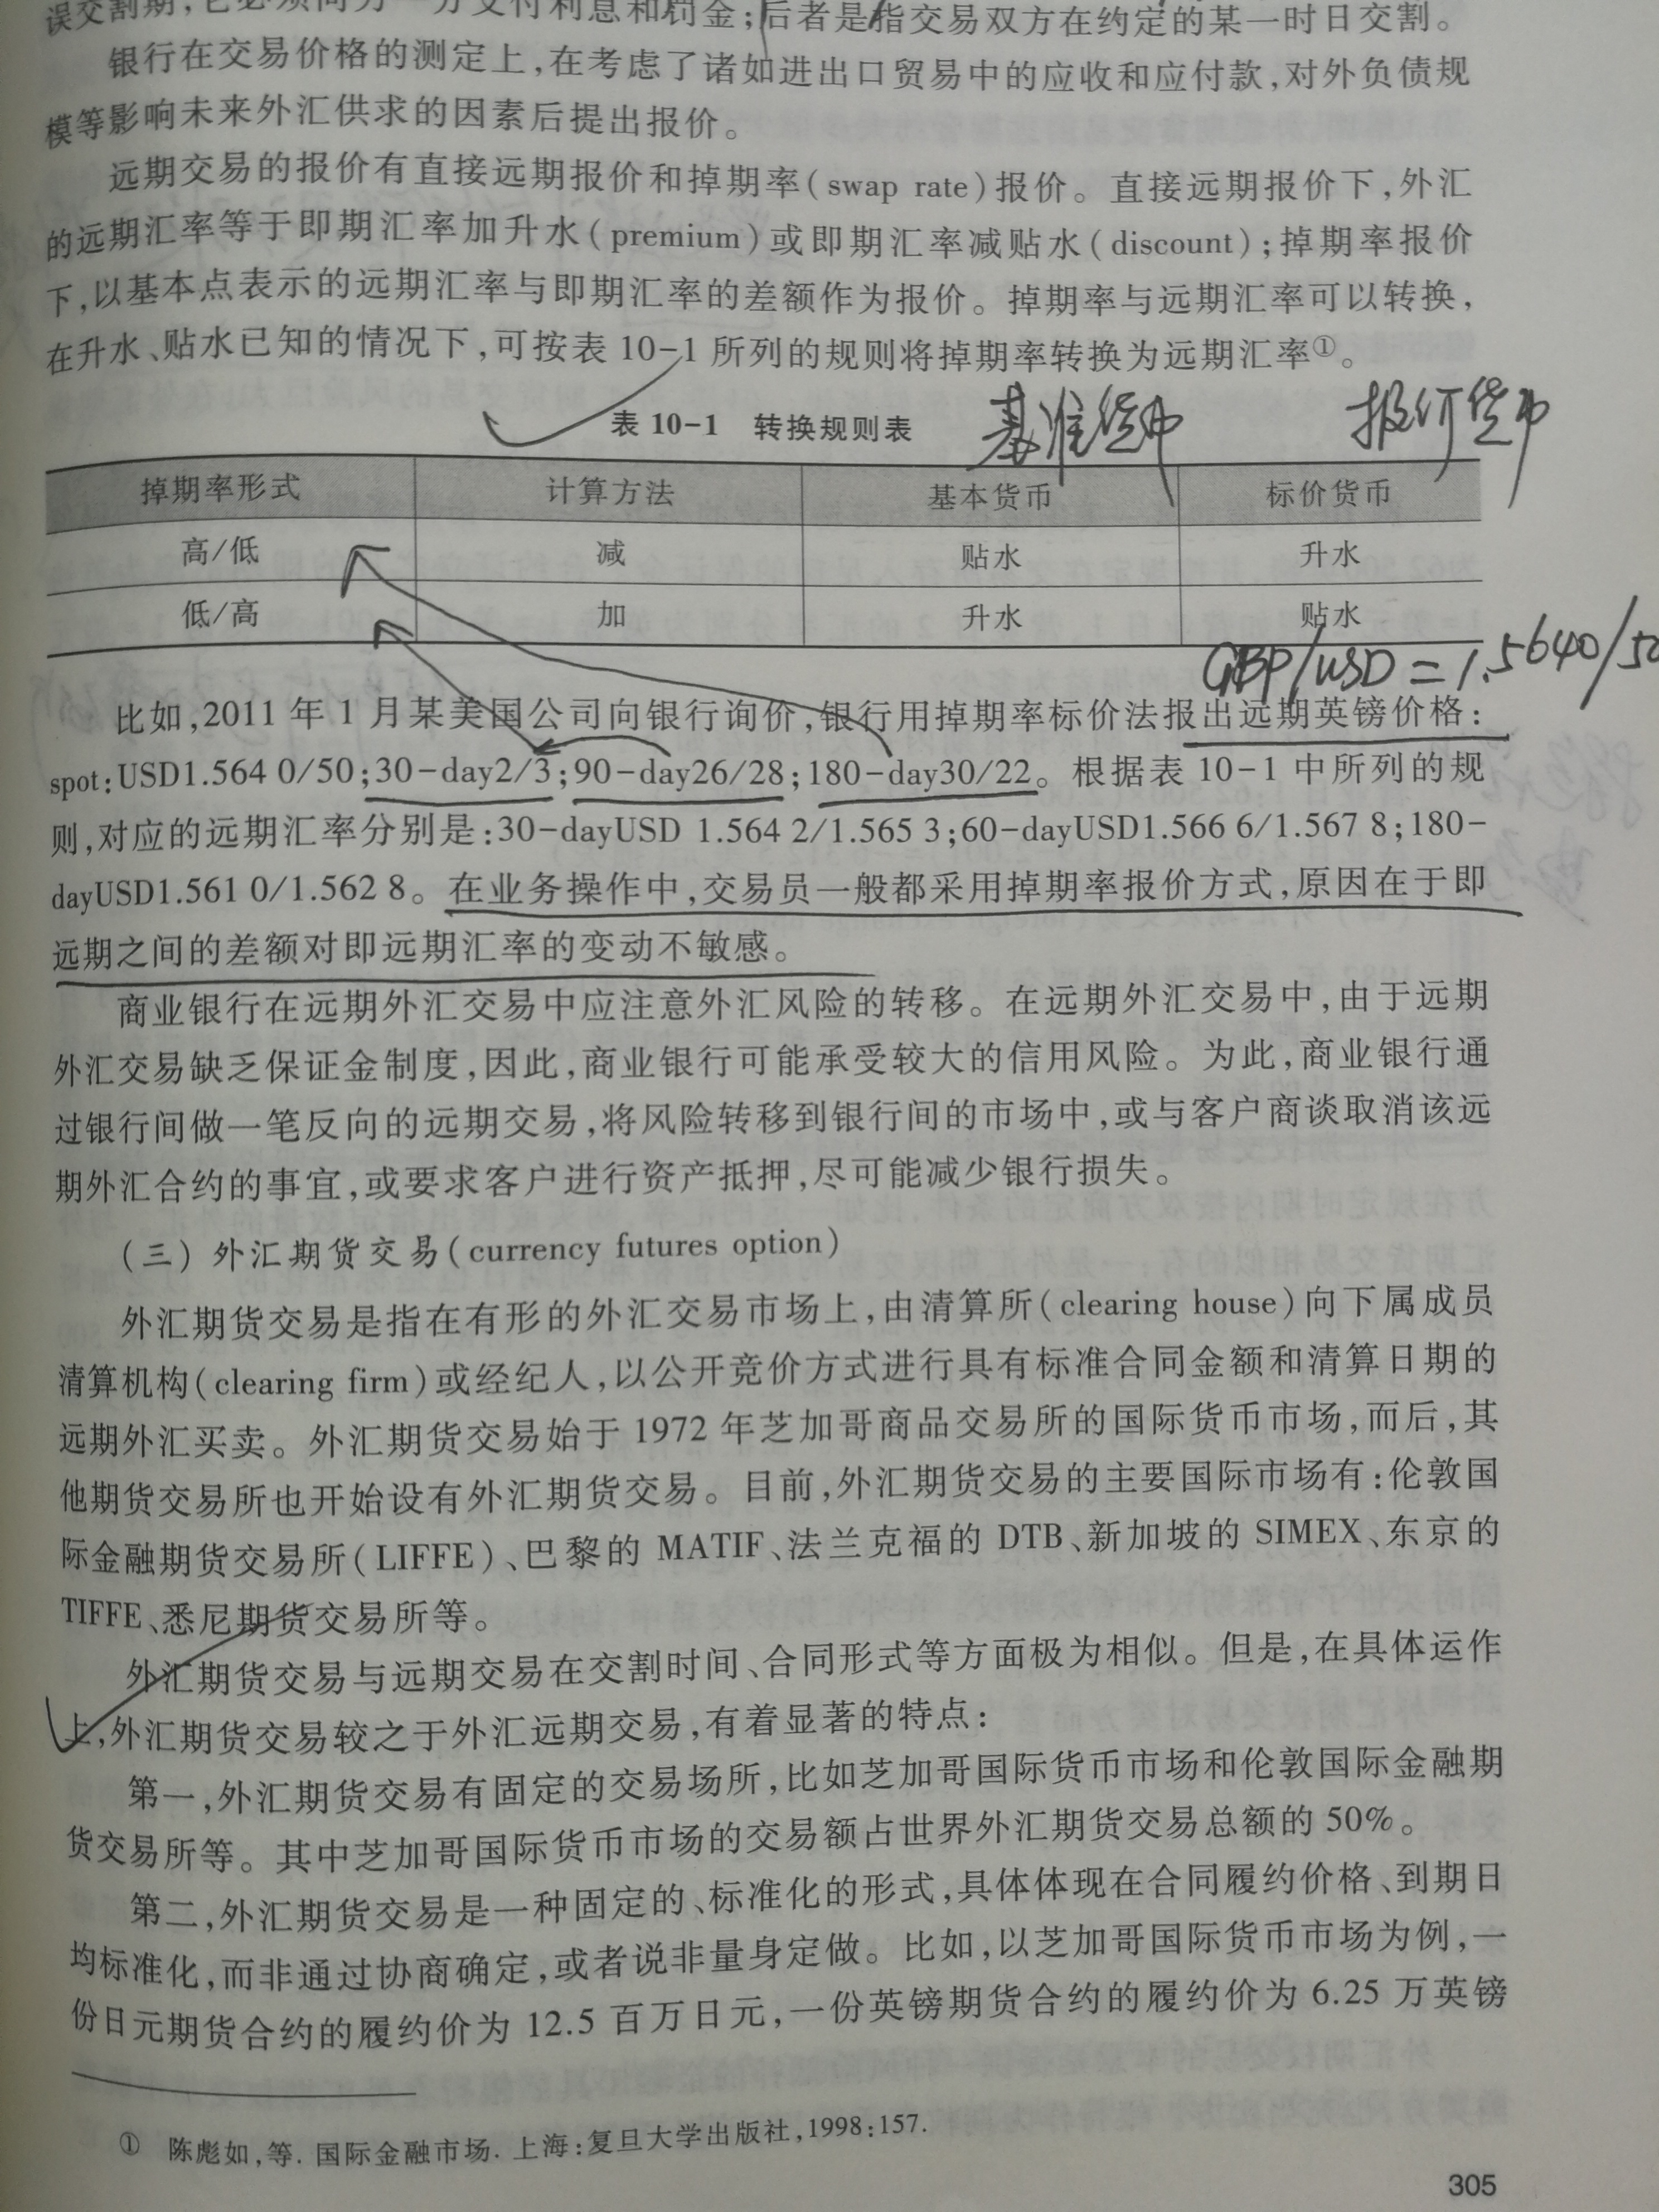 误交割期,它必须向另一方支付利息和罚金;后者是指交易双方在约定的某一时日交割。
银行在交易价格的测定上,在考虑了诸如进出口贸易中的应收和应付款,对外负债规
模等影响未来外汇供求的因素后提出报价。
远期交易的报价有直接远期报价和掉期率(swap rate)报价。直接远期报价下,外汇
的远期汇率等于即期汇率加升水(premium)或即期汇率减贴水(discount);掉期率报价
下,以基本点表示的远期汇率与即期汇率的差额作为报价。掉期率与远期汇率可以转换,
在升水、贴水已知的情况下,可按表 10-1 所列的规则将掉期率转换为远期汇率①。
表 10-1 转换规则表 基准货币 报价货币
掉期率形式 计算方法 基本货币 标价货币
高/低 减 贴水 升水
低/高 加 升水 贴水
GBP/USD=1.5640/50
比如,2011 年 1 月某美国公司向银行询价,银行用掉期率标价法报出远期英镑价格:
spot:USD1.564 0/50;30-day2/3;90-day26/28;180-day30/22。根据表 10-1 中所列的规
则,对应的远期汇率分别是:30-dayUSD 1.564 2/1.565 3;60-dayUSD1.566 6/1.567 8;180-
dayUSD1.561 0/1.562 8。在业务操作中,交易员一般都采用掉期率报价方式,原因在于即
远期之间的差额对即远期汇率的变动不敏感。
商业银行在远期外汇交易中应注意外汇风险的转移。在远期外汇交易中,由于远期
外汇交易缺乏保证金制度,因此,商业银行可能承受较大的信用风险。为此,商业银行通
过银行间做一笔反向的远期交易,将风险转移到银行间的市场中,或与客户商谈取消该远
期外汇合约的事宜,或要求客户进行资产抵押,尽可能减少银行损失。
(三) 外汇期货交易(currency futures option)
外汇期货交易是指在有形的外汇交易市场上,由清算所(clearing house)向下属成员
清算机构(clearing firm)或经纪人,以公开竞价方式进行具有标准合同金额和清算日期的
远期外汇买卖。外汇期货交易始于 1972 年芝加哥商品交易所的国际货币市场,而后,其
他期货交易所也开始设有外汇期货交易。目前,外汇期货交易的主要国际市场有:伦敦国
际金融期货交易所(LIFFE)、巴黎的 MATIF、法兰克福的 DTB、新加坡的 SIMEX、东京的
TIFFE、悉尼期货交易所等。
外汇期货交易与远期交易在交割时间、合同形式等方面极为相似。但是,在具体运作
上,外汇期货交易较之于外汇远期交易,有着显著的特点:
第一,外汇期货交易有固定的交易场所,比如芝加哥国际货币市场和伦敦国际金融期
货交易所等。其中芝加哥国际货币市场的交易额占世界外汇期货交易总额的 50%。
第二,外汇期货交易是一种固定的、标准化的形式,具体体现在合同履约价格、到期日
均标准化,而非通过协商确定,或者说非量身定做。比如,以芝加哥国际货币市场为例,一
份日元期货合约的履约价为 12.5 百万日元,一份英镑期货合约的履约价为 6.25 万英镑
① 陈彪如,等. 国际金融市场. 上海:复旦大学出版社,1998:157.
305